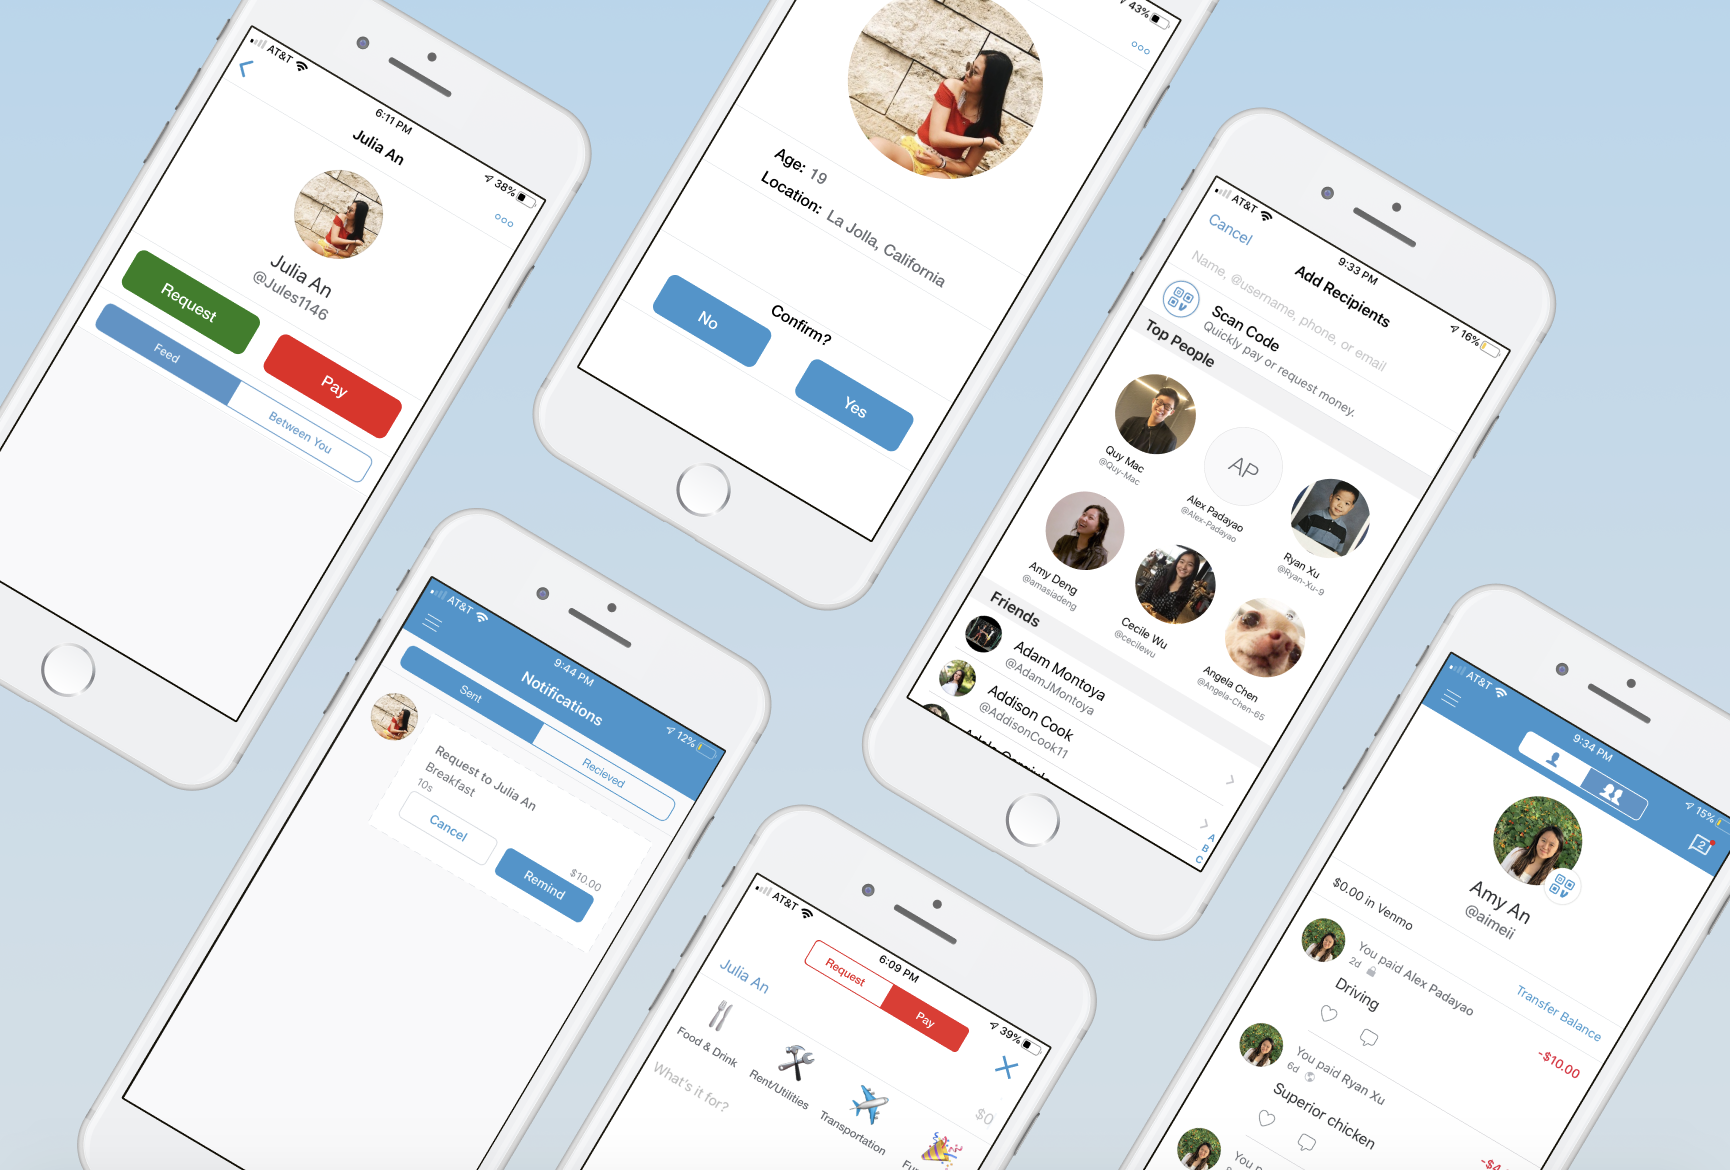 AT&T
6:11 PM
38%
Julia An
Julia An
@Jules1146
Request
Pay
Feed
Between You
43%
Age: 19
Location: La Jolla, California
Confirm?
No
Yes
AT&T
9:33 PM
16%
Cancel
Add Recipients
Name, @username, phone, or email
Scan Code
Quickly pay or request money.
Top People
Quy Mac
@Quy-Mac
AP
Alex Padayao
@Alex-Padayao
Ryan Xu
@Ryan-Xu-9
Amy Deng
@amasiadeng
Cecile Wu
@cecilewu
Angela Chen
@Angela-Chen-65
Friends
Adam Montoya
@AdamJMontoya
Addison Cook
@AddisonCook11
A
B
C
AT&T
9:44 PM
12%
Notifications
Sent
Recieved
Request to Julia An
Breakfast
10s
$10.00
Cancel
Remind
AT&T
6:09 PM
39%
Request
Pay
Julia An
Food & Drink
Rent/Utilities
Transportation
What's it for?
$0
AT&T
9:34 PM
15%
2
Amy An
@aimeii
$0.00 in Venmo
Transfer Balance
You paid Alex Padayao
-$10.00
2d
Driving
You paid Ryan Xu
6d
Superior chicken
You